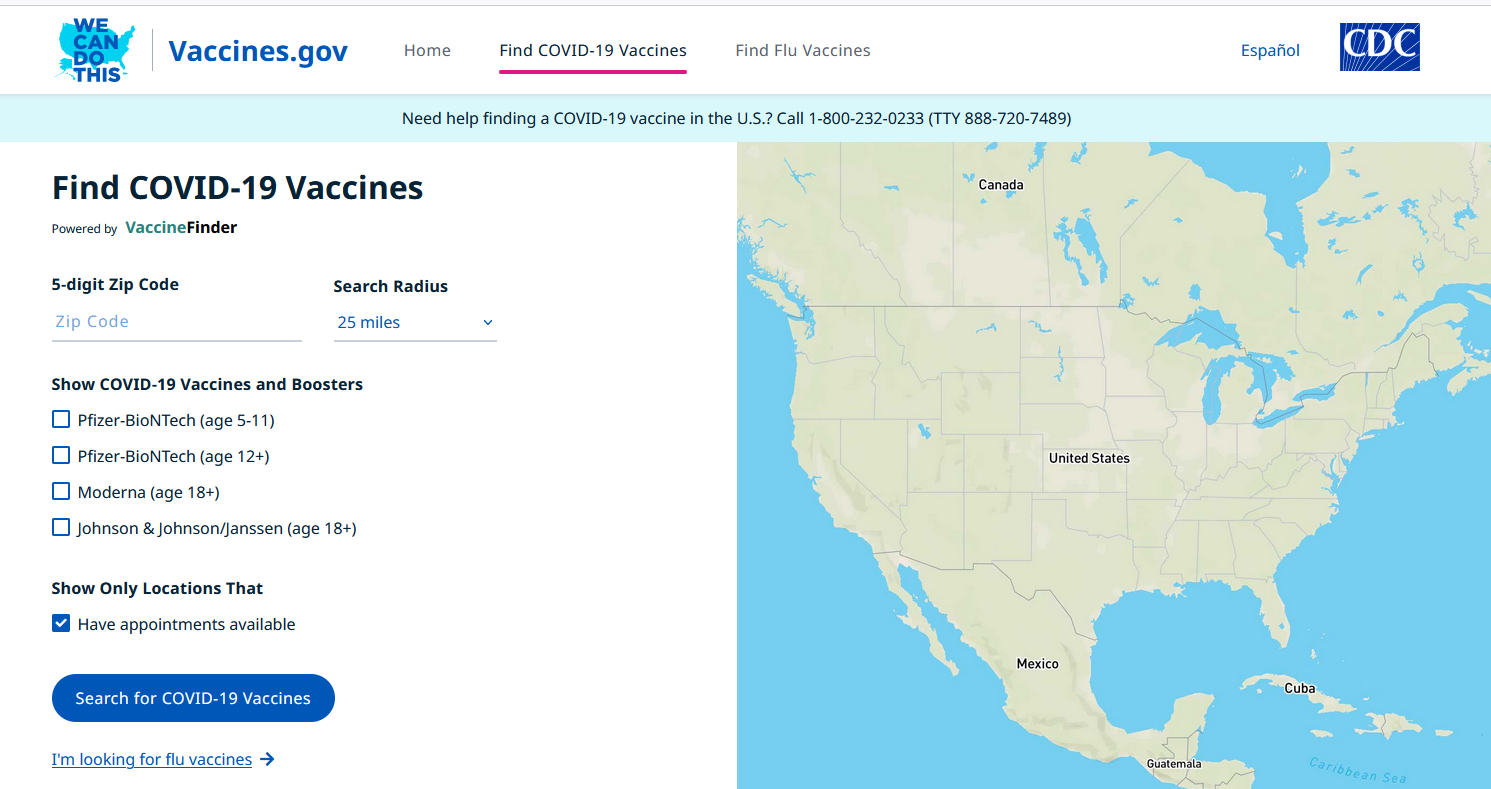 WE
CAN
DO
THIS
Vaccines.gov
Home
Find COVID-19 Vaccines
Find Flu Vaccines
Español
CDC
Need help finding a COVID-19 vaccine in the U.S.? Call 1-800-232-0233 (TTY 888-720-7489)
Find COVID-19 Vaccines
Powered by VaccineFinder
5-digit Zip Code
Search Radius
Zip Code
25 miles
Show COVID-19 Vaccines and Boosters
Pfizer-BioNTech (age 5-11)
Pfizer-BioNTech (age 12+)
Moderna (age 18+)
Johnson & Johnson/Janssen (age 18+)
Show Only Locations That
Have appointments available
Search for COVID-19 Vaccines
I'm looking for flu vaccines
Canada
United States
Mexico
Cuba
Guatemala
Caribbean Sea